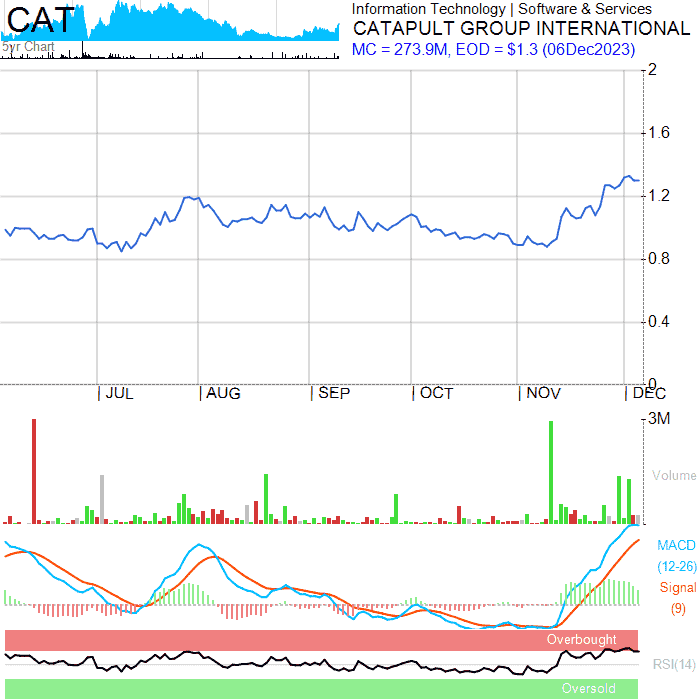 CAT
5yr Chart
Information Technology | Software & Services
CATAPULT GROUP INTERNATIONAL
MC = 273.9M, EOD = $1.3 (06Dec2023)
2
1.6
1.2
0.8
0.4
0
JUL
AUG
SEP
OCT
NOV
DEC
3M
Volume
MACD
(12-26)
Signal
(9)
Overbought
RSI(14)
Oversold